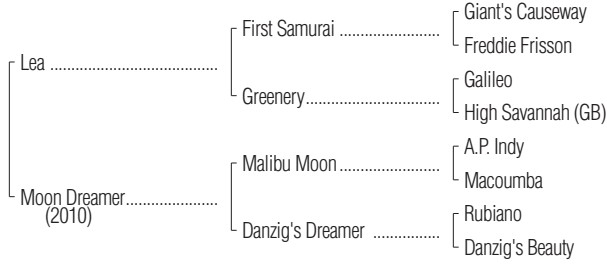 Giant's Causeway
First Samurai ........................
Freddie Frisson
Lea ........................................
Galileo
Greenery................................
High Savannah (GB)
A.P. Indy
Malibu Moon ........................
Macoumba
Moon Dreamer......................
(2010)
Rubiano
Danzig's Dreamer ................
Danzig's Beauty